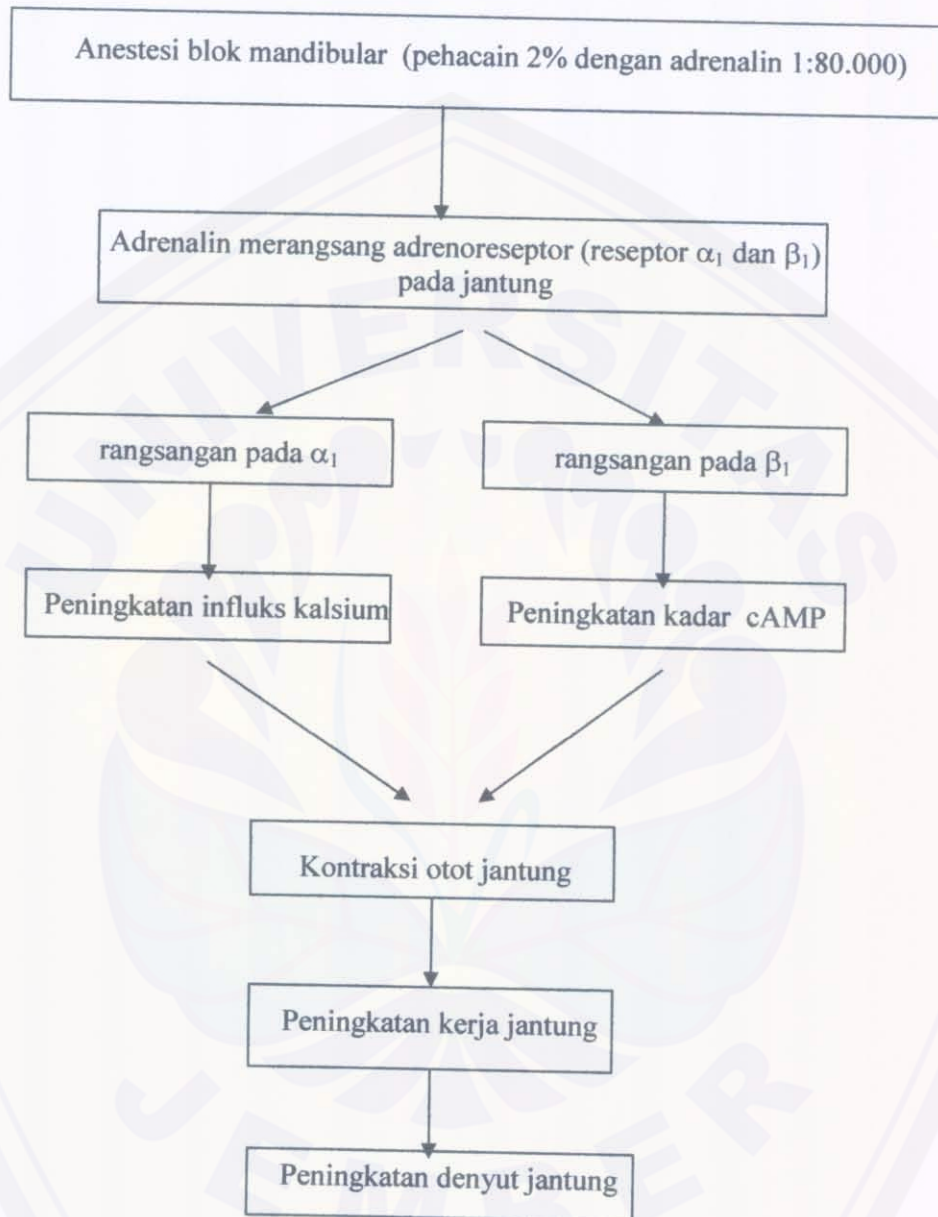 Anestesi blok mandibular (pehacain 2% dengan adrenalin 1:80.000)
Adrenalin merangsang adrenoreseptor (reseptor α₁ dan β₁)
pada jantung
rangsangan pada α₁
rangsangan pada β₁
Peningkatan influks kalsium
Peningkatan kadar cAMP
Kontraksi otot jantung
Peningkatan kerja jantung
Peningkatan denyut jantung
UNIVERSITAS
JEMBER